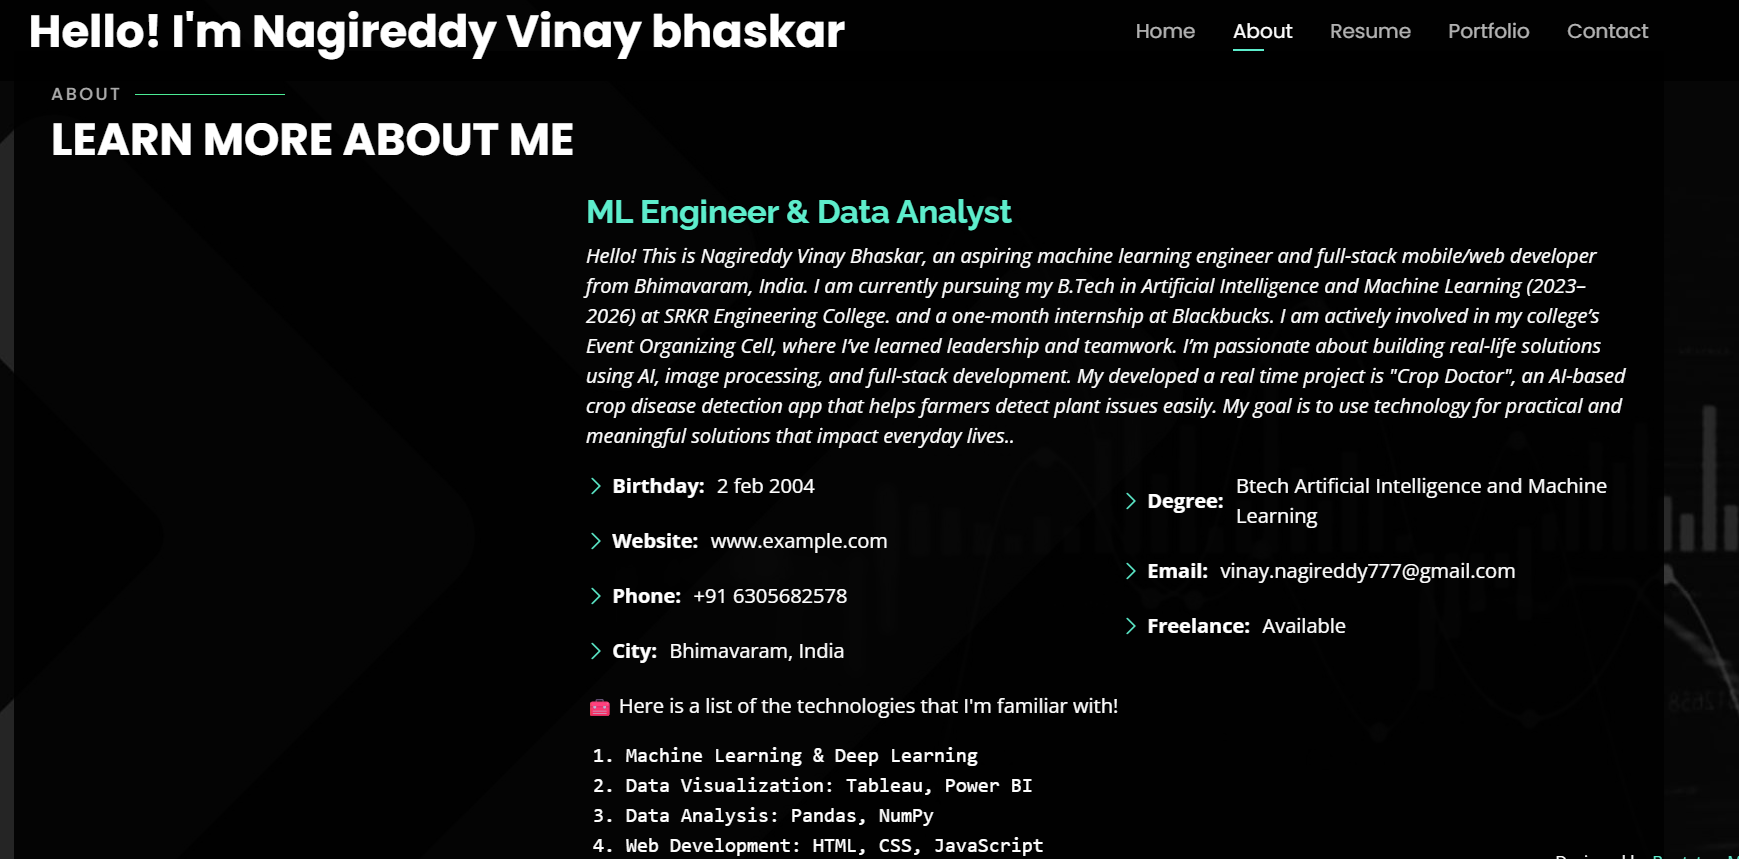 Hello! I'm Nagireddy Vinay bhaskar
Home About Resume Portfolio Contact
ABOUT
LEARN MORE ABOUT ME
ML Engineer & Data Analyst
Hello! This is Nagireddy Vinay Bhaskar, an aspiring machine learning engineer and full-stack mobile/web developer
from Bhimavaram, India. I am currently pursuing my B.Tech in Artificial Intelligence and Machine Learning (2023–
2026) at SRKR Engineering College. and a one-month internship at Blackbucks. I am actively involved in my college’s
Event Organizing Cell, where I’ve learned leadership and teamwork. I’m passionate about building real-life solutions
using AI, image processing, and full-stack development. My developed a real time project is "Crop Doctor", an AI-based
crop disease detection app that helps farmers detect plant issues easily. My goal is to use technology for practical and
meaningful solutions that impact everyday lives..
Birthday: 2 feb 2004
Website: www.example.com
Phone: +91 6305682578
City: Bhimavaram, India
Degree: Btech Artificial Intelligence and Machine
Learning
Email: vinay.nagireddy777@gmail.com
Freelance: Available
Here is a list of the technologies that I'm familiar with!
1. Machine Learning & Deep Learning
2. Data Visualization: Tableau, Power BI
3. Data Analysis: Pandas, NumPy
4. Web Development: HTML, CSS, JavaScript